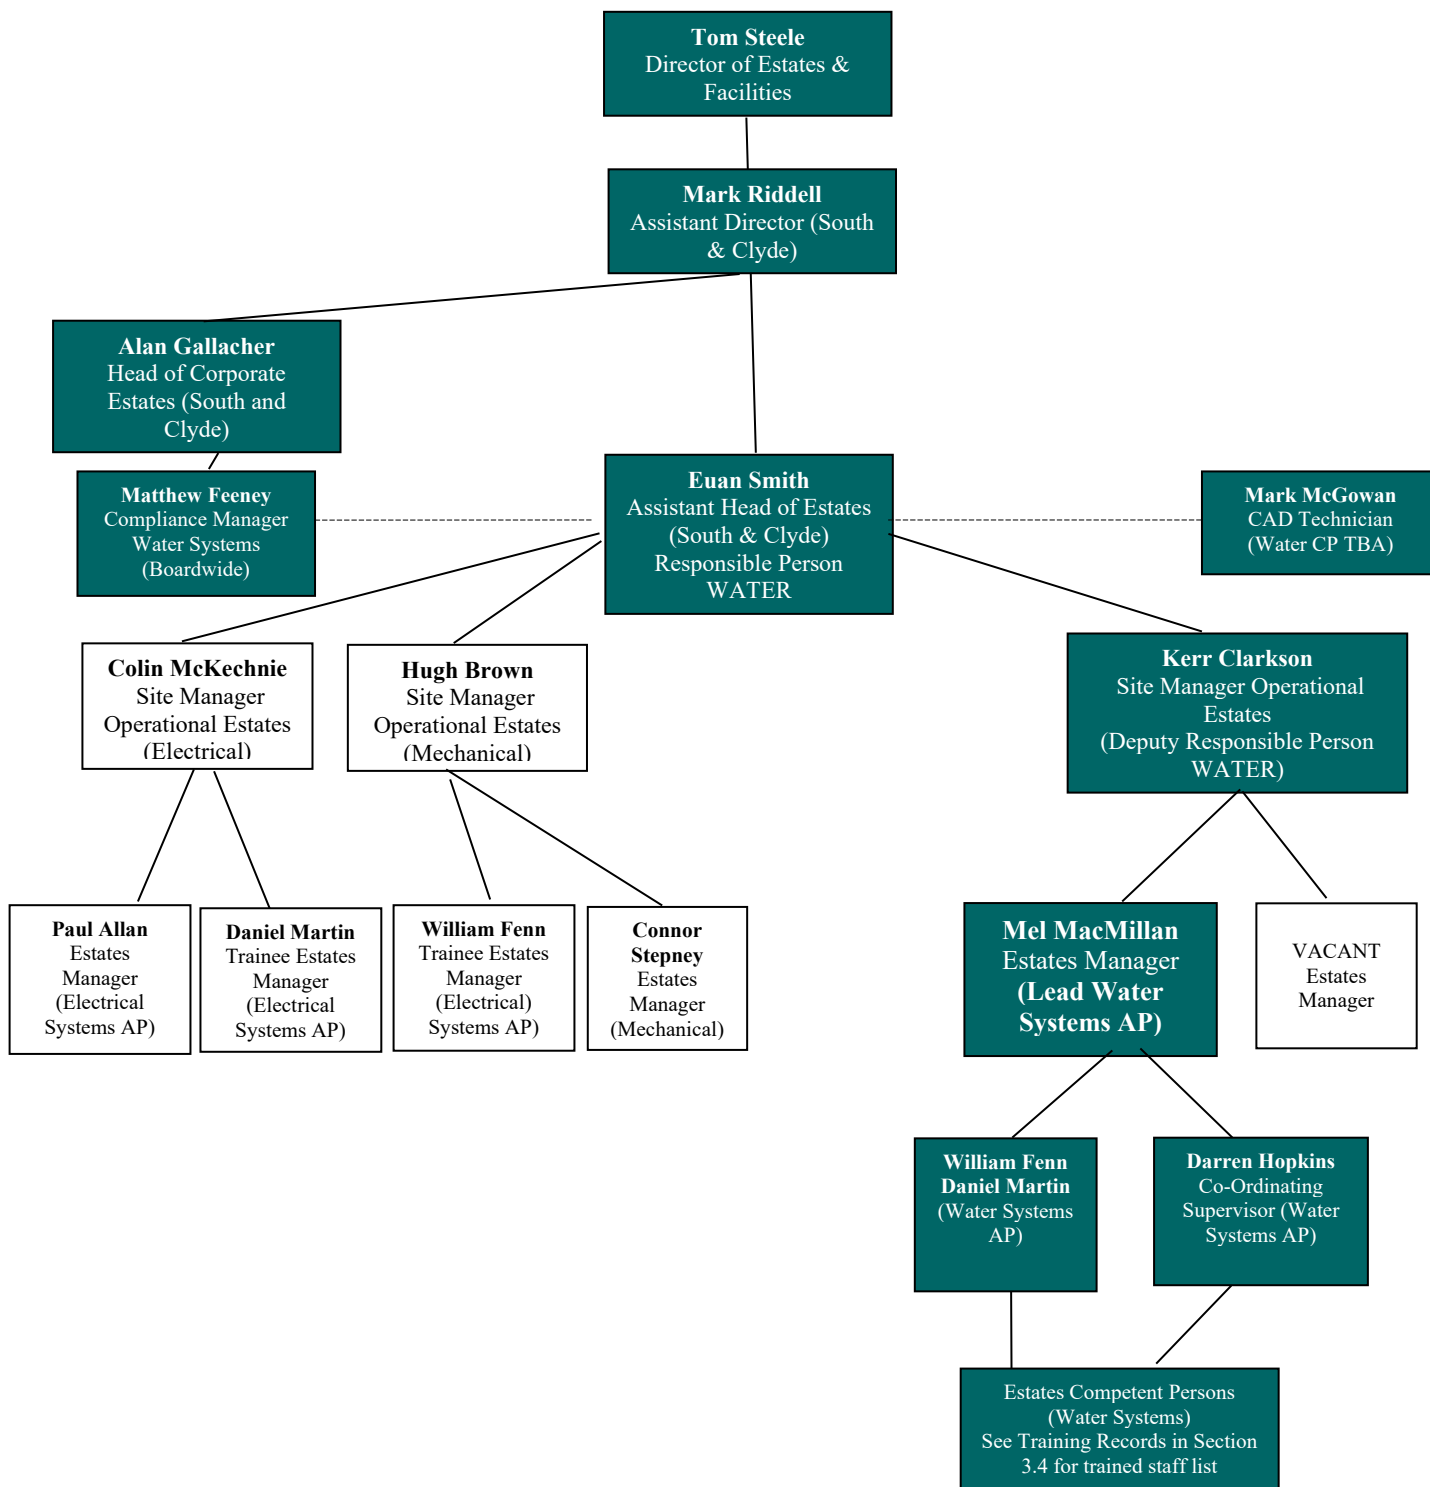 Tom Steele
Director of Estates &
Facilities
Mark Riddell
Assistant Director (South
& Clyde)
Alan Gallacher
Head of Corporate
Estates (South and
Clyde)
Matthew Feeney
Compliance Manager
Water Systems
(Boardwide)
Euan Smith
Assistant Head of Estates
(South & Clyde)
Responsible Person
WATER
Mark McGowan
CAD Technician
(Water CP TBA)
Colin McKechnie
Site Manager
Operational Estates
(Electrical)
Hugh Brown
Site Manager
Operational Estates
(Mechanical)
Kerr Clarkson
Site Manager Operational
Estates
(Deputy Responsible Person
WATER)
Paul Allan
Estates
Manager
(Electrical
Systems AP)
Daniel Martin
Trainee Estates
Manager
(Electrical
Systems AP)
William Fenn
Trainee Estates
Manager
(Electrical)
Systems AP)
Connor
Stepney
Estates
Manager
(Mechanical)
Mel MacMillan
Estates Manager
(Lead Water
Systems AP)
VACANT
Estates
Manager
William Fenn
Daniel Martin
(Water Systems
AP)
Darren Hopkins
Co-Ordinating
Supervisor (Water
Systems AP)
Estates Competent Persons
(Water Systems)
See Training Records in Section
3.4 for trained staff list